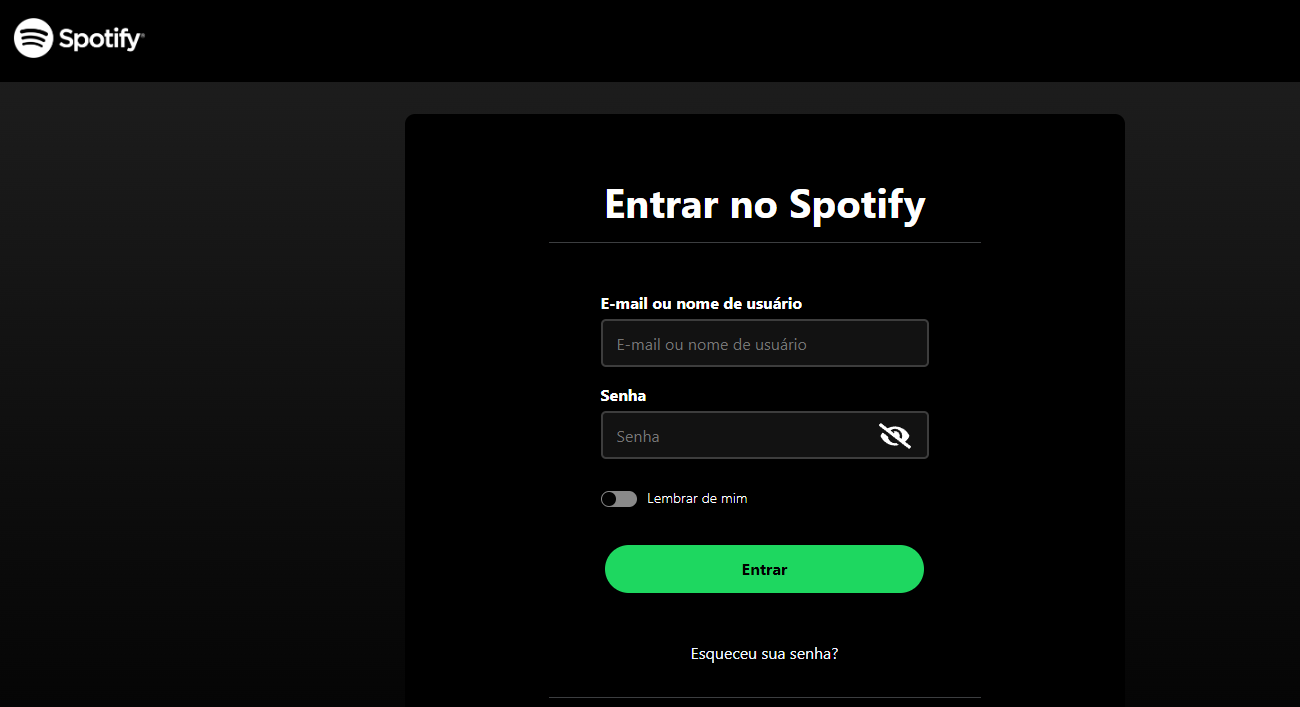 Spotify
Entrar no Spotify
E-mail ou nome de usuário
E-mail ou nome de usuário
Senha
Senha
Lembrar de mim
Entrar
Esqueceu sua senha?